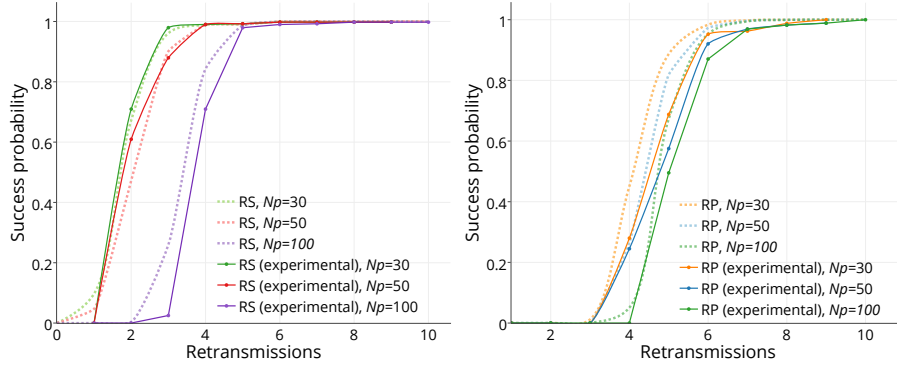 1
0.8
0.6
0.4
0.2
0
Success probability
RS, Np=30
RS, Np=50
RS, Np=100
RS (experimental), Np=30
RS (experimental), Np=50
RS (experimental), Np=100
0 2 4 6 8 10
Retransmissions
1
0.8
0.6
0.4
0.2
0
Success probability
RP, Np=30
RP, Np=50
RP, Np=100
RP (experimental), Np=30
RP (experimental), Np=50
RP (experimental), Np=100
2 4 6 8 10
Retransmissions